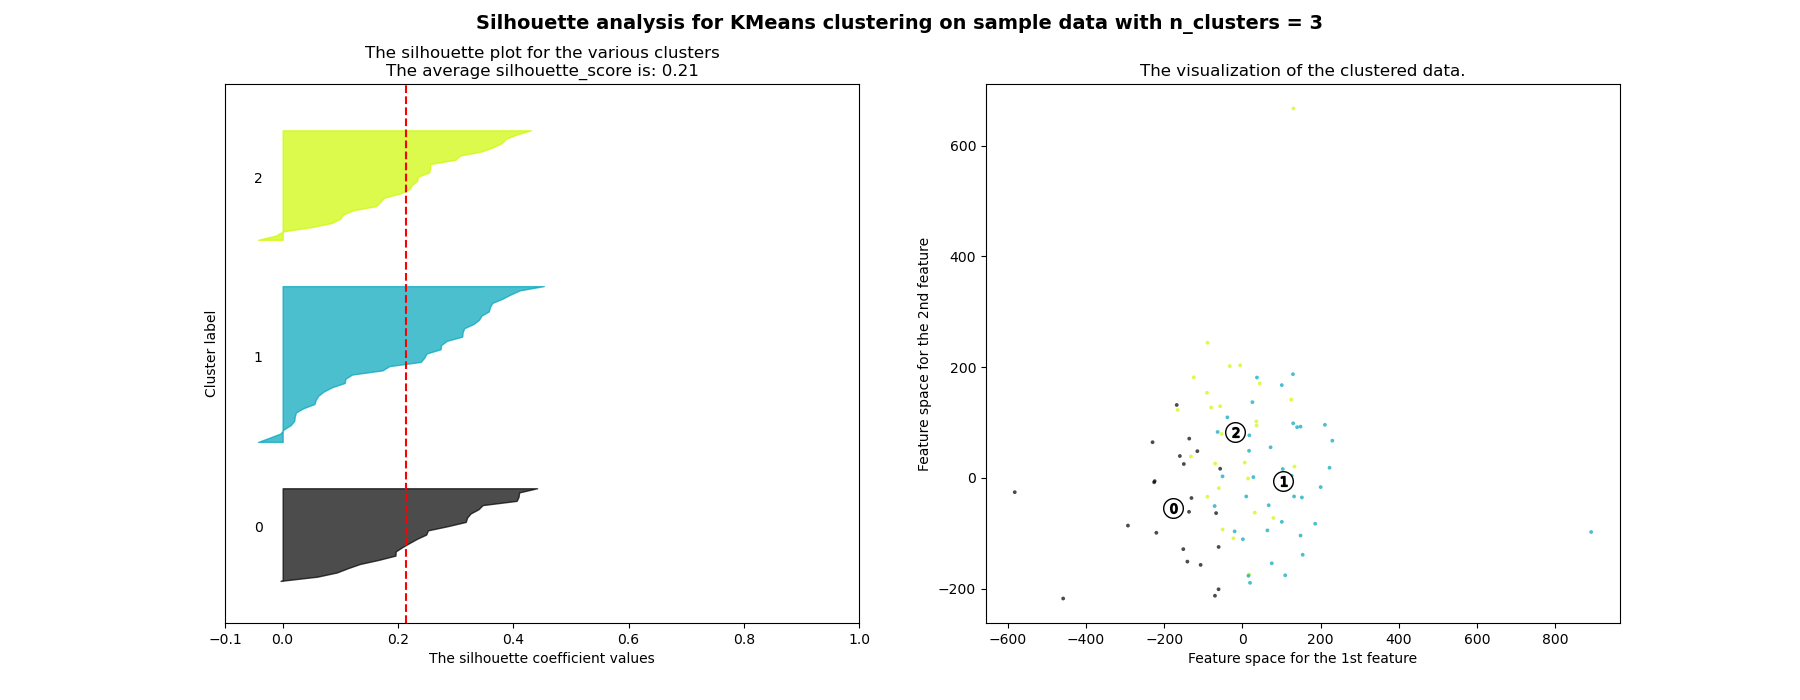 Silhouette analysis for KMeans clustering on sample data with n_clusters = 3
The silhouette plot for the various clusters
The average silhouette_score is: 0.21
2
1
0
Cluster label
−0.1 0.0 0.2 0.4 0.6 0.8 1.0
The silhouette coefficient values
The visualization of the clustered data.
600
400
200
0
−200
Feature space for the 2nd feature
2
1
0
−600 −400 −200 0 200 400 600 800
Feature space for the 1st feature